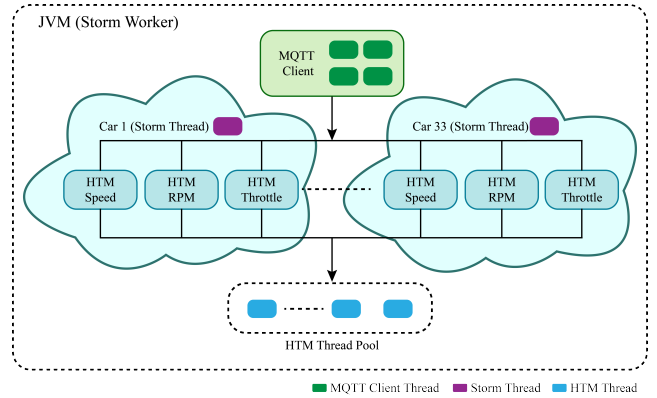 JVM (Storm Worker)
MQTT
Client
Car 1 (Storm Thread)
Car 33 (Storm Thread)
HTM
Speed
HTM
RPM
HTM
Throttle
HTM
Speed
HTM
RPM
HTM
Throttle
HTM Thread Pool
MQTT Client Thread
Storm Thread
HTM Thread